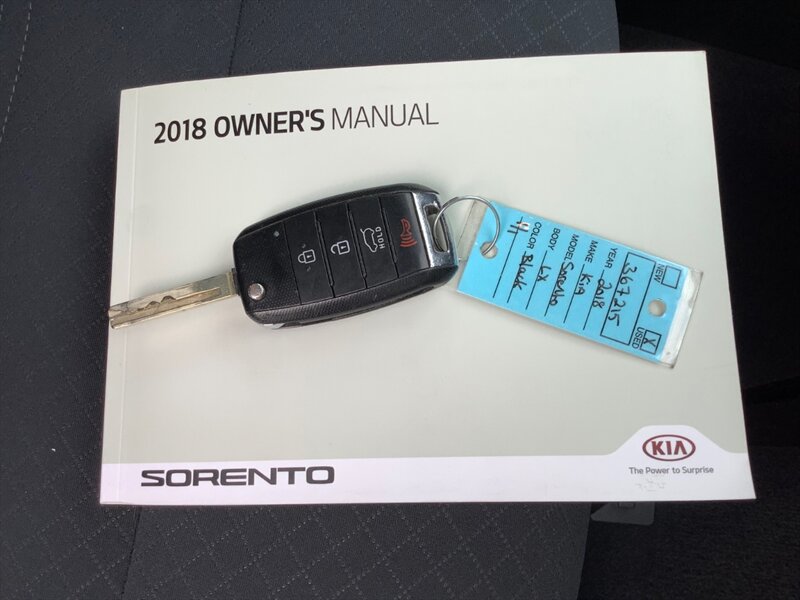 2018 OWNER'S MANUAL
HOLD
NEW
X USED
367215
YEAR 2018
MAKE Kia
MODEL Sorento
BODY LX
COLOR Black
SORENTO
KIA
The Power to Surprise